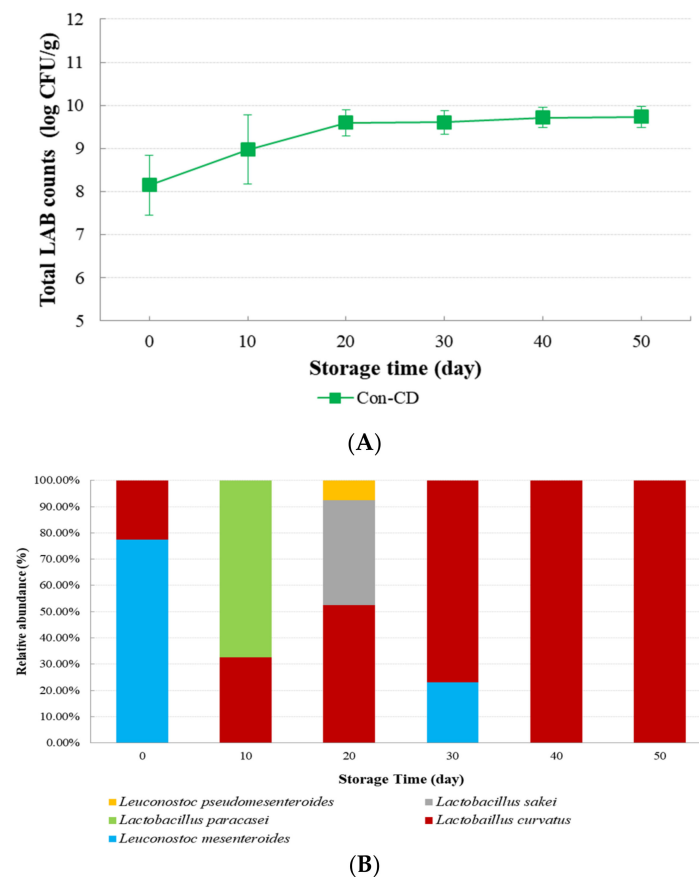 12
11
10
9
8
7
6
5
Total LAB counts (log CFU/g)
0 10 20 30 40 50
Storage time (day)
Con-CD
(A)
100.00%
90.00%
80.00%
70.00%
60.00%
50.00%
40.00%
30.00%
20.00%
10.00%
0.00%
Relative abundance (%)
0 10 20 30 40 50
Storage Time (day)
Leuconostoc pseudomesenteroides Lactobacillus sakei
Lactobacillus paracasei Lactobaillus curvatus
Leuconostoc mesenteroides
(B)